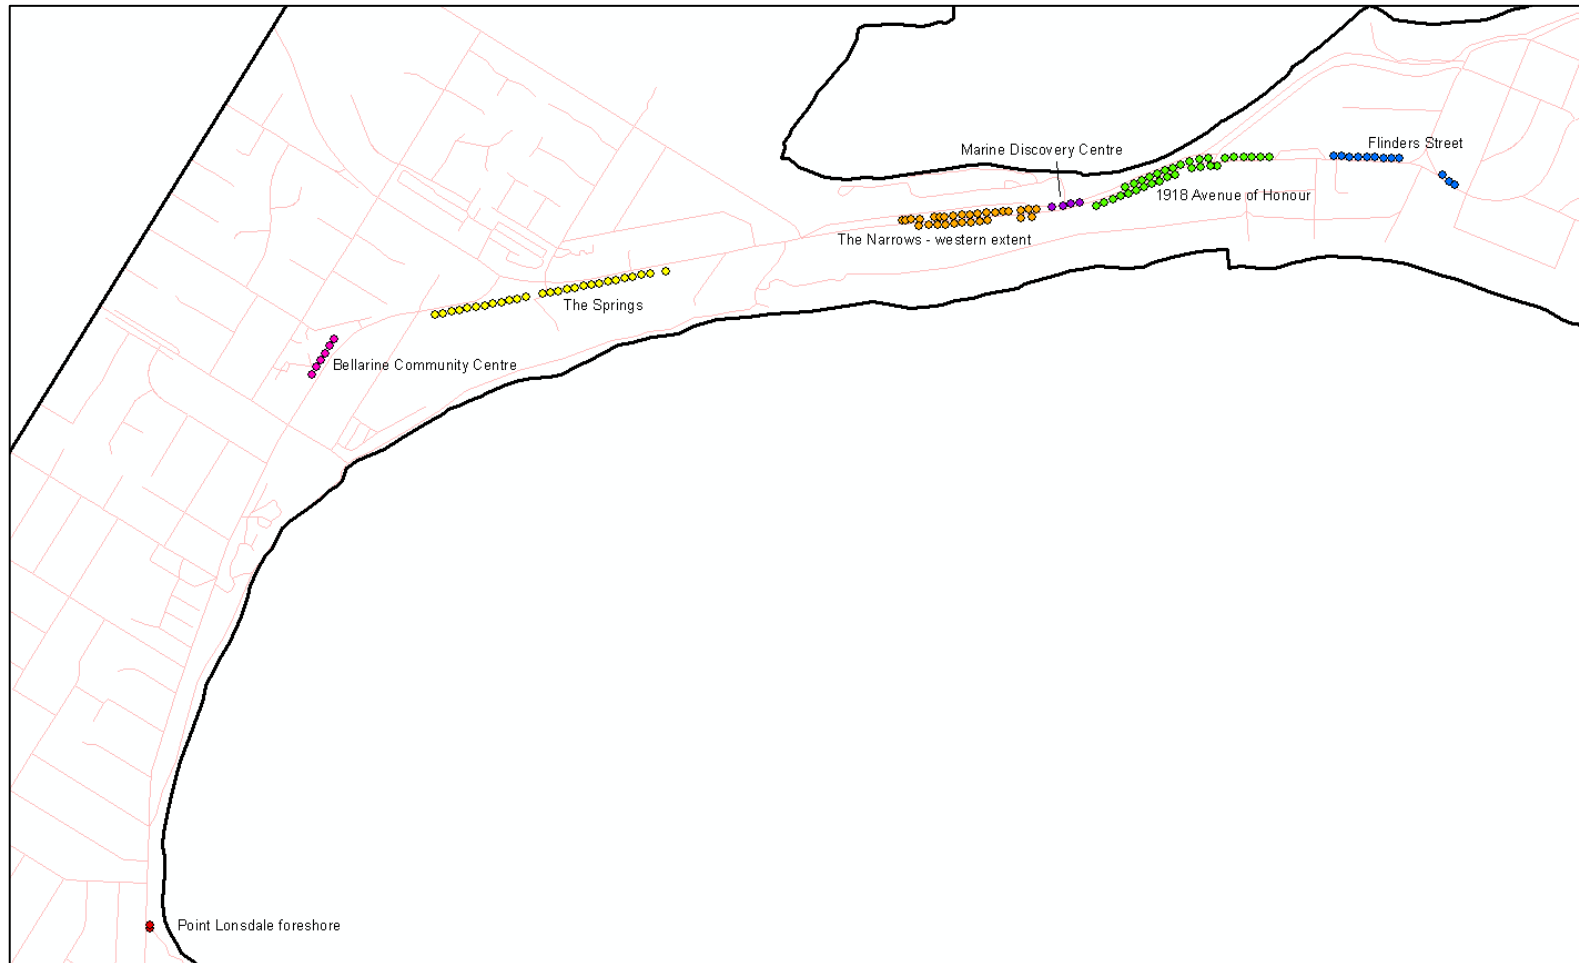 Flinders Street
Marine Discovery Centre
1918 Avenue of Honour
The Narrows - western extent
The Springs
Bellarine Community Centre
Point Lonsdale foreshore